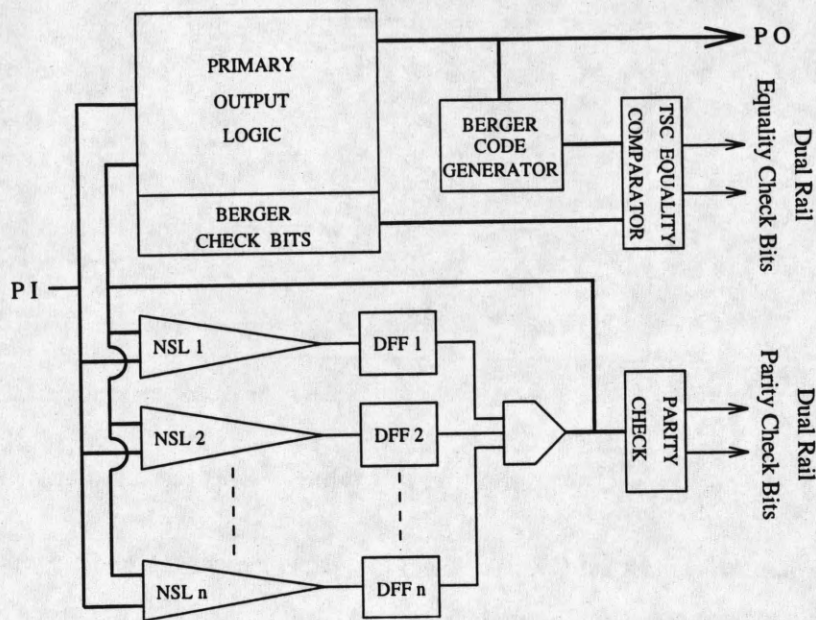 PRIMARY
OUTPUT
LOGIC
BERGER
CHECK BITS
P O
BERGER
CODE
GENERATOR
TSC EQUALITY
COMPARATOR
Dual Rail
Equality Check Bits
P I
NSL 1
DFF 1
NSL 2
DFF 2
NSL n
DFF n
PARITY
CHECK
Dual Rail
Parity Check Bits